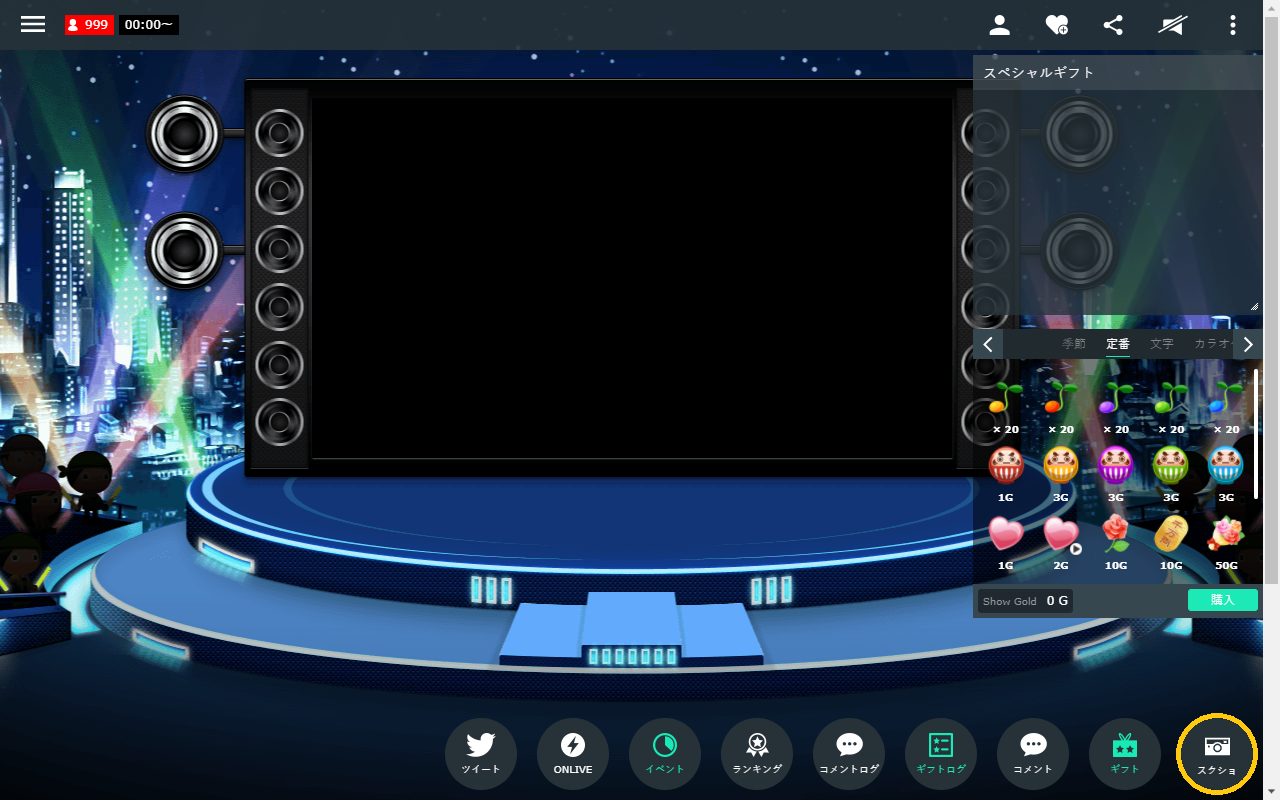 999 00:00〜
スペシャルギフト
季節 定番 文字 カラオケ
× 20 × 20 × 20 × 20 × 20
1G 3G 3G 3G 3G
1G 2G 10G 10G 50G
Show Gold 0 G 購入
ツイート ONLIVE イベント ランキング コメントログ ギフトログ コメント ギフト スクショ